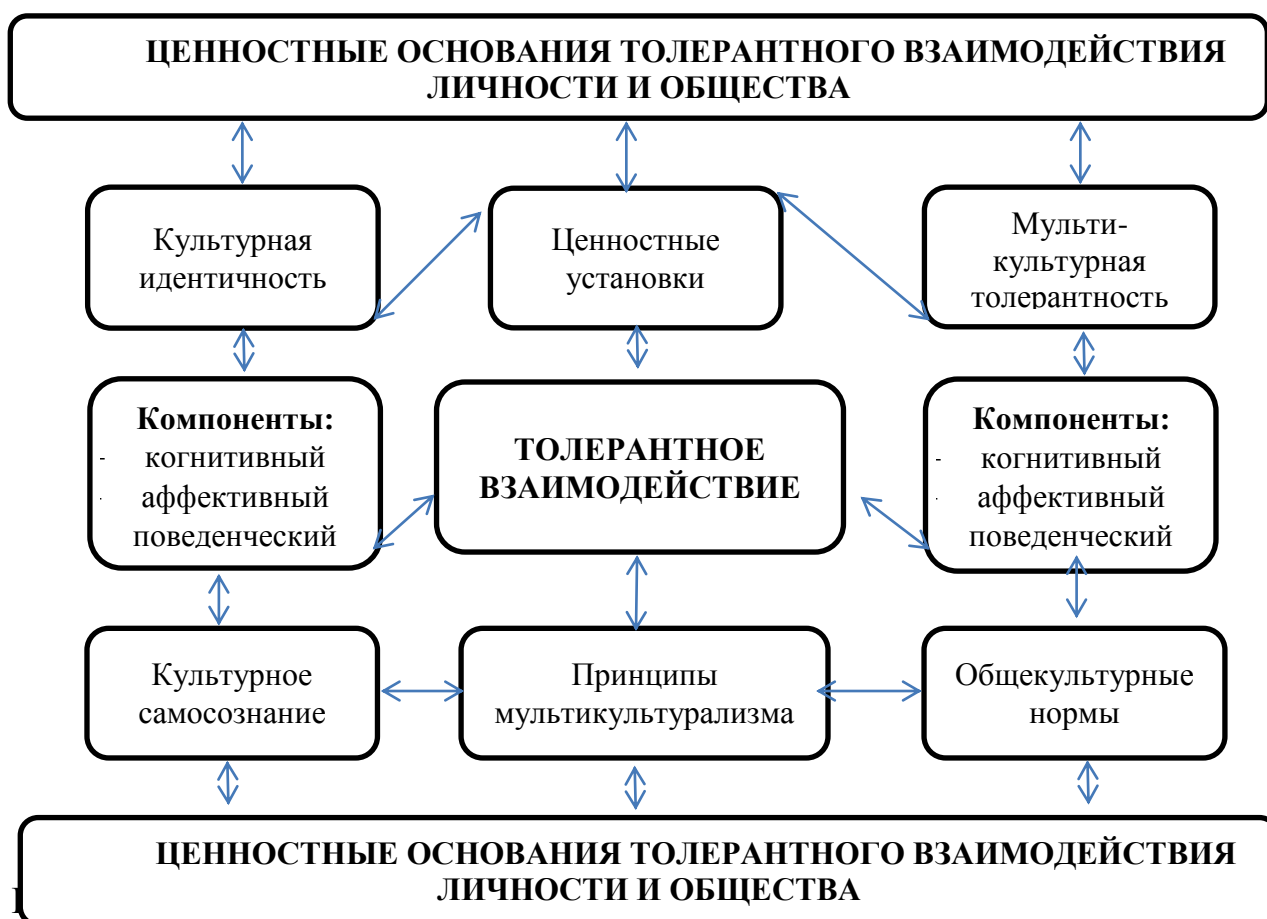 ЦЕННОСТНЫЕ ОСНОВАНИЯ ТОЛЕРАНТНОГО ВЗАИМОДЕЙСТВИЯ
ЛИЧНОСТИ И ОБЩЕСТВА
Культурная
идентичность
Ценностные
установки
Мульти-
культурная
толерантность
Компоненты:
- когнитивный
- аффективный
поведенческий
ТОЛЕРАНТНОЕ
ВЗАИМОДЕЙСТВИЕ
Компоненты:
- когнитивный
- аффективный
поведенческий
Культурное
самосознание
Принципы
мультикультурализма
Общекультурные
нормы
ЦЕННОСТНЫЕ ОСНОВАНИЯ ТОЛЕРАНТНОГО ВЗАИМОДЕЙСТВИЯ
ЛИЧНОСТИ И ОБЩЕСТВА